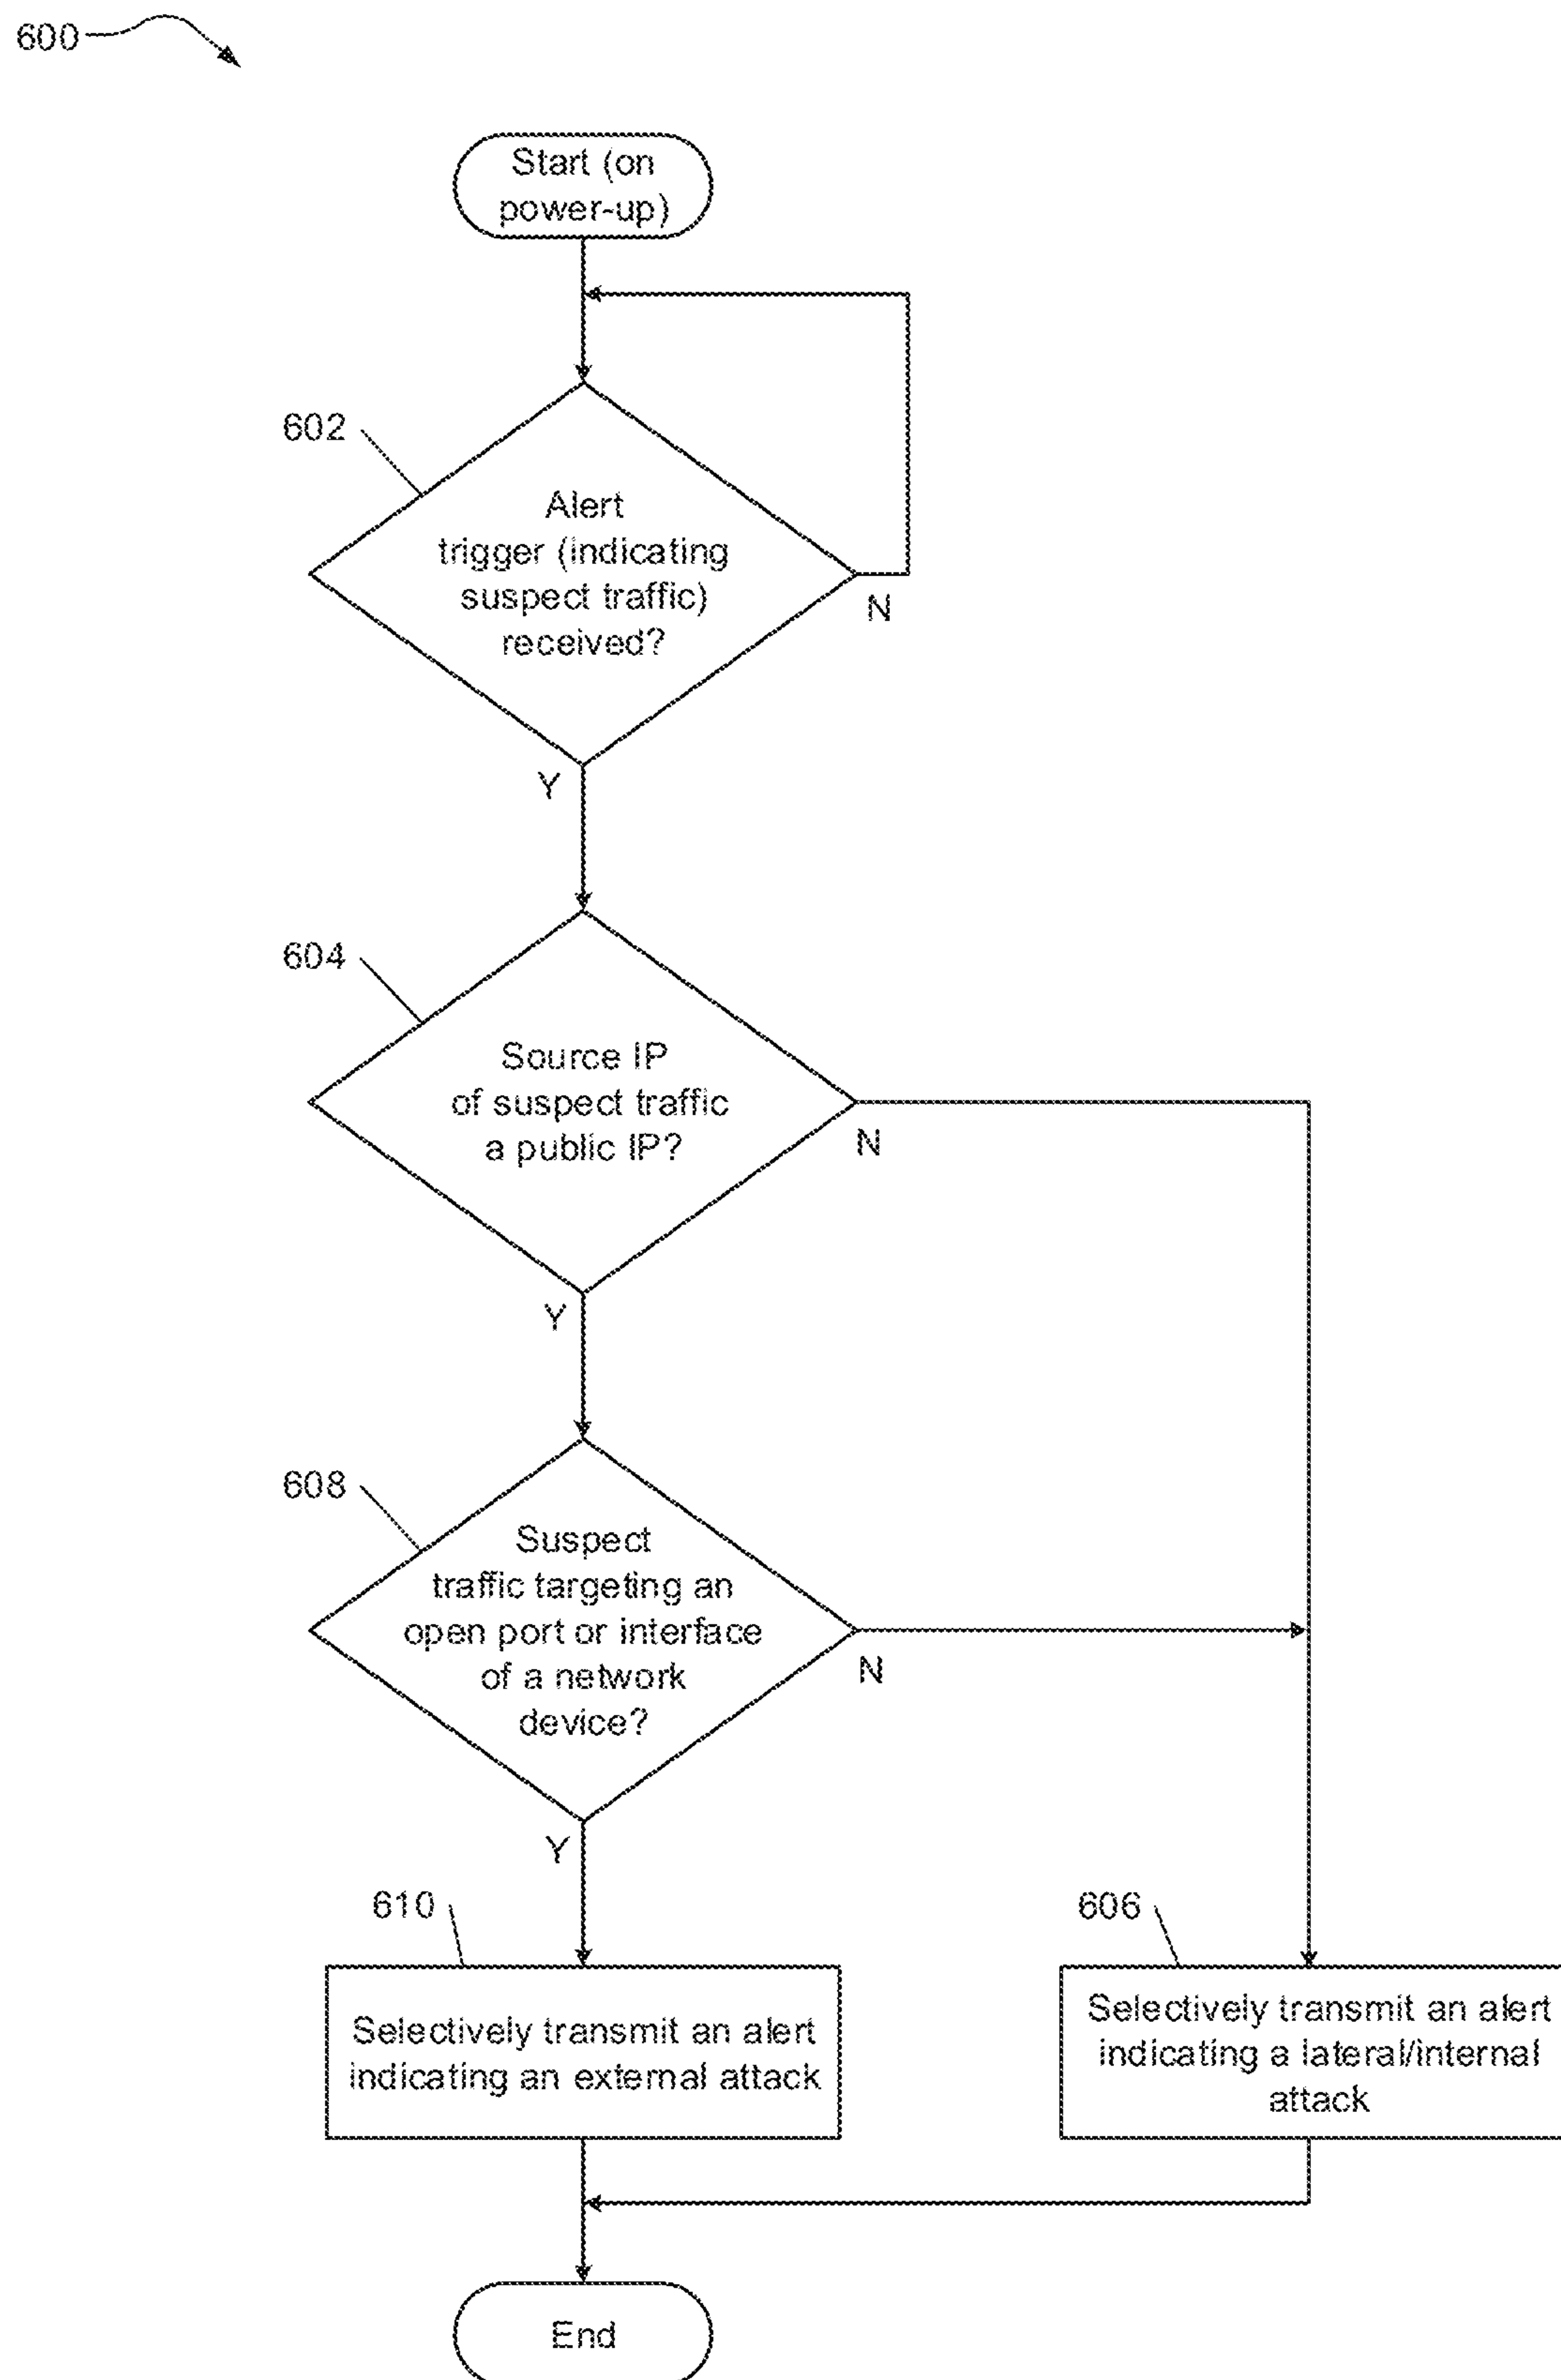 600
Start (on
power-up)
602
Alert
trigger (indicating
suspect traffic)
received?
N
Y
604
Source IP
of suspect traffic
a public IP?
N
Y
608
Suspect
traffic targeting an
open port or interface
of a network
device?
N
Y
610
606
Selectively transmit an alert
indicating an external attack
Selectively transmit an alert
indicating a lateral/internal
attack
End